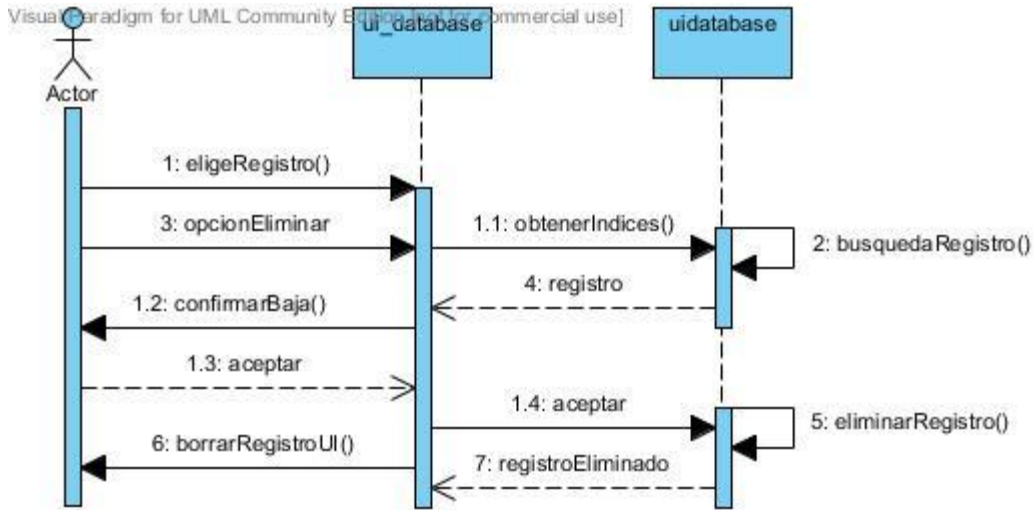 Visual Paradigm for UML Community Edition [not for commercial use]
ui_database
uidatabase
Actor
1: eligeRegistro()
3: opcionEliminar
1.1: obtenerIndices()
2: busquedaRegistro()
4: registro
1.2: confirmarBaja()
1.3: aceptar
1.4: aceptar
5: eliminarRegistro()
6: borrarRegistroUI()
7: registroEliminado